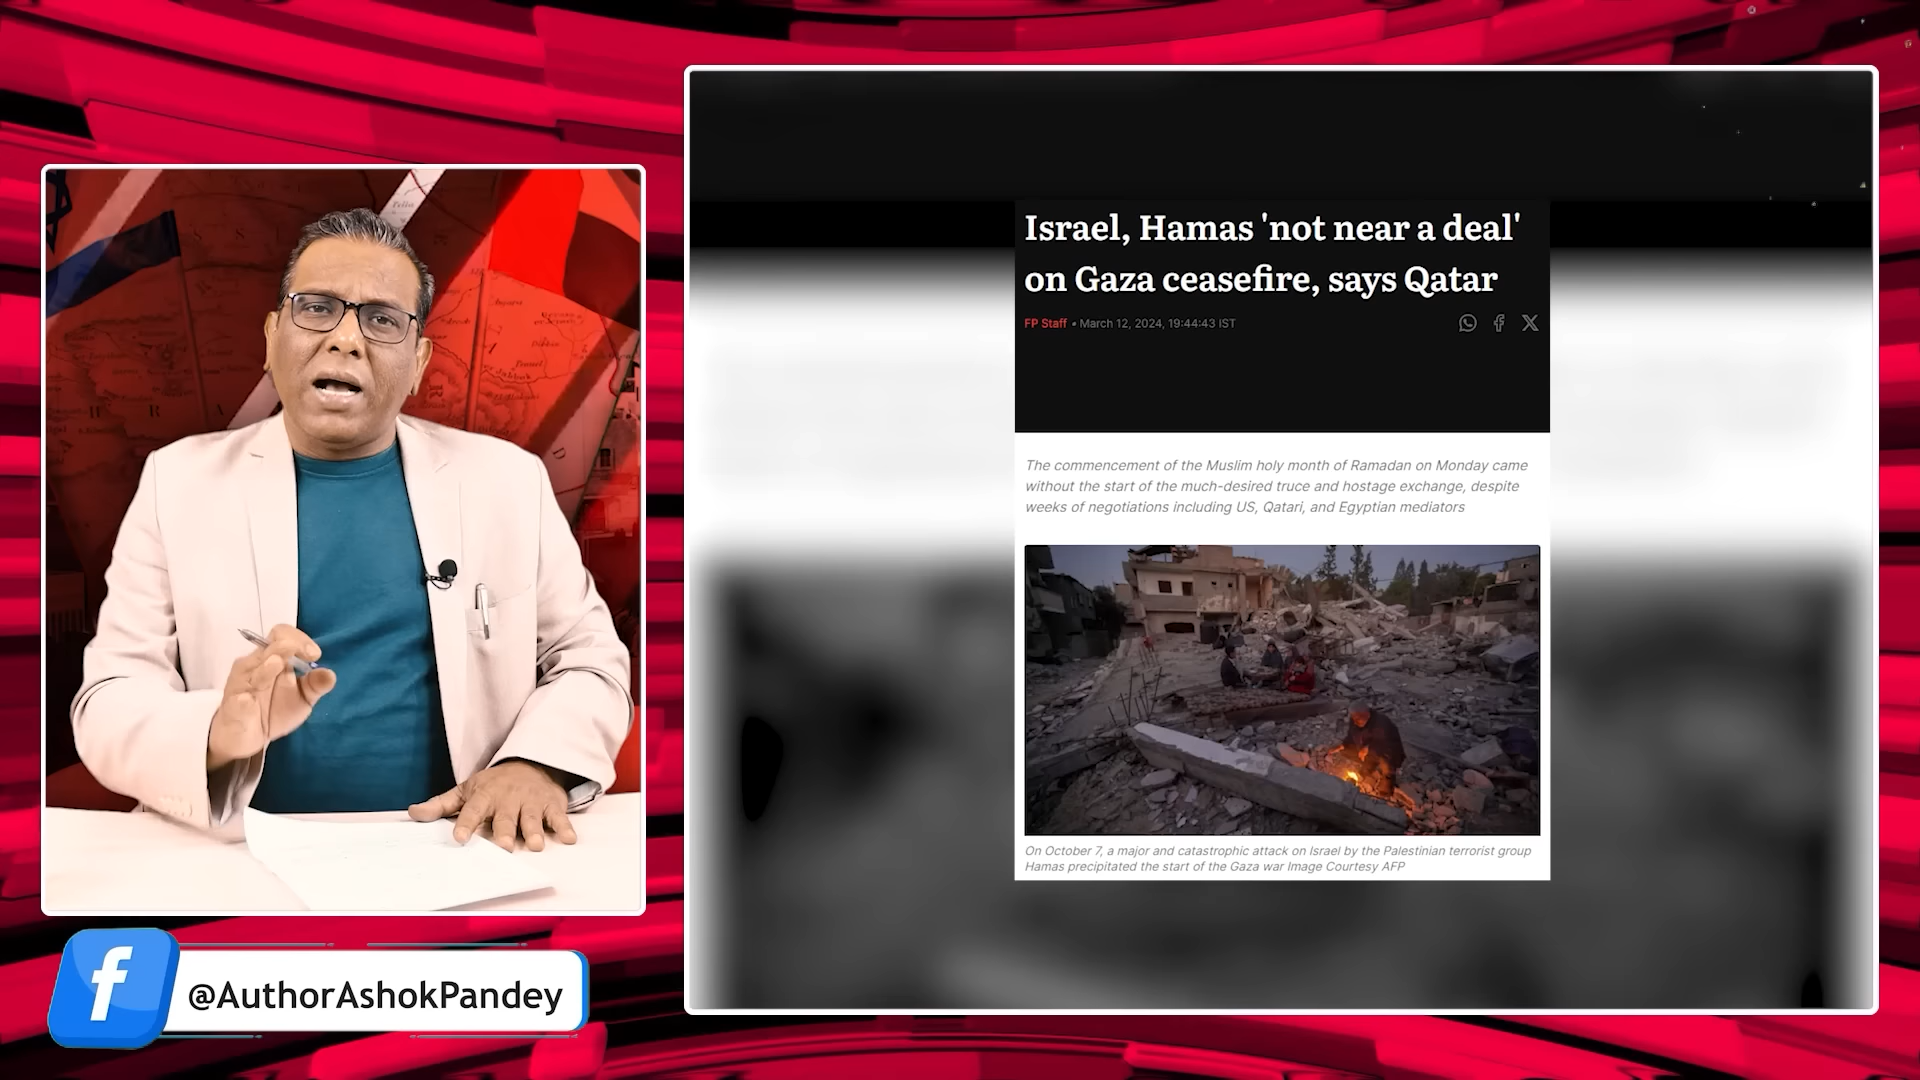 Israel, Hamas 'not near a deal'
on Gaza ceasefire, says Qatar
FP Staff • March 12, 2024, 19:44:43 IST
The commencement of the Muslim holy month of Ramadan on Monday came
without the start of the much-desired truce and hostage exchange, despite
weeks of negotiations including US, Qatari, and Egyptian mediators
On October 7, a major and catastrophic attack on Israel by the Palestinian terrorist group
Hamas precipitated the start of the Gaza war Image Courtesy AFP
@AuthorAshokPandey